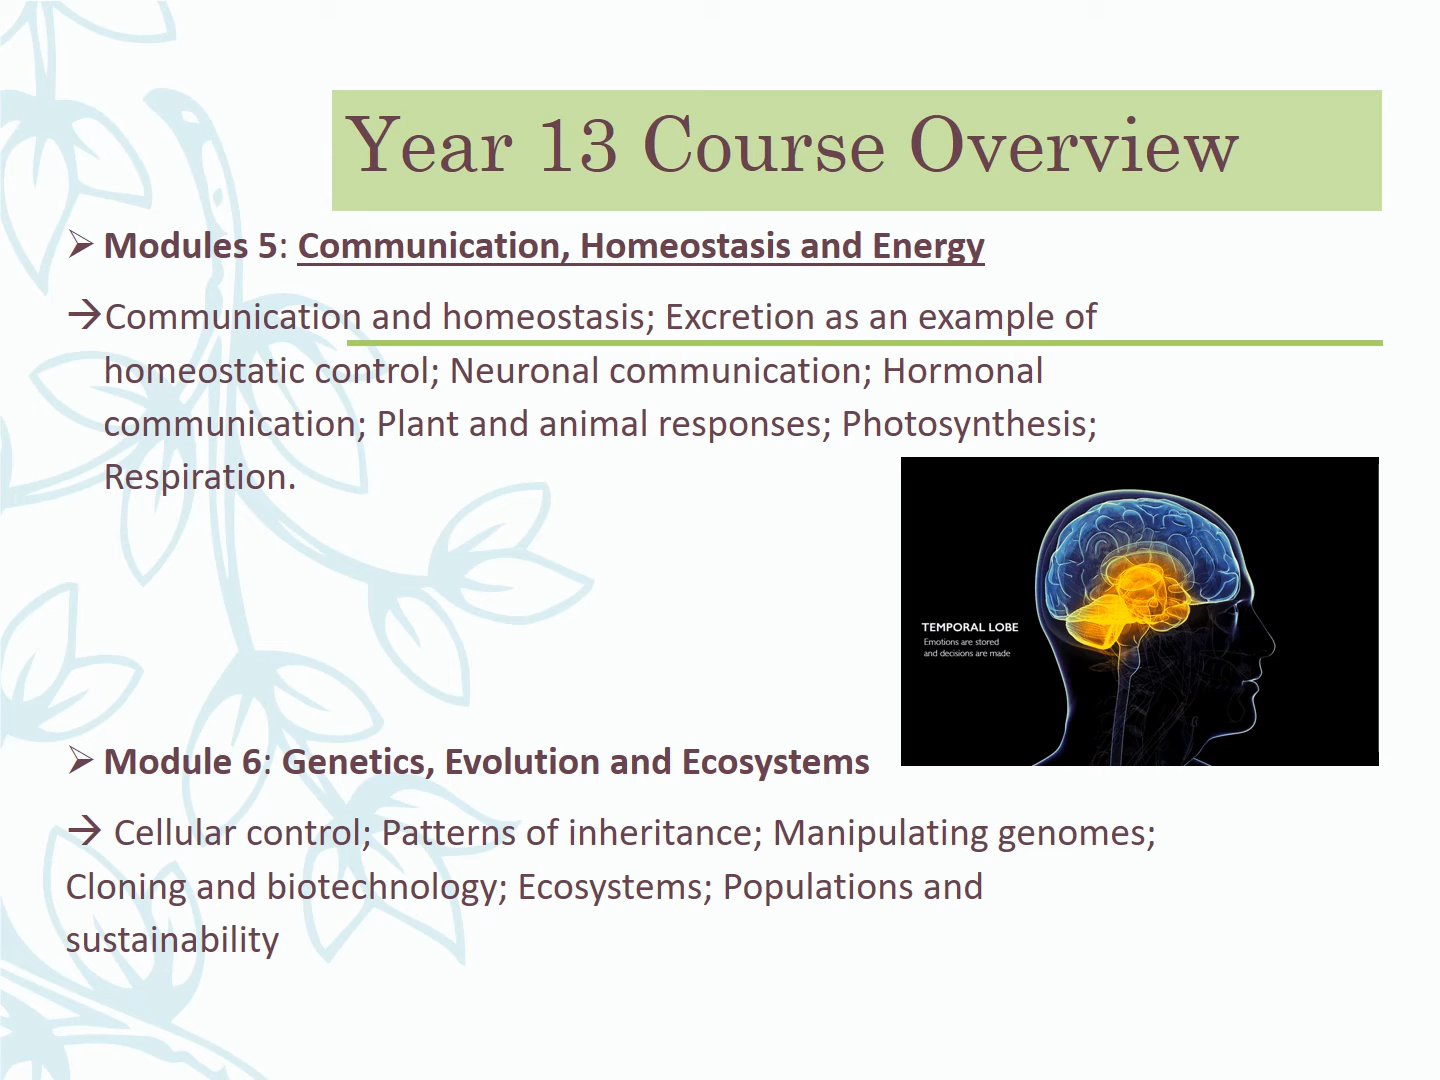 Year 13 Course Overview
➢ Modules 5: Communication, Homeostasis and Energy
→Communication and homeostasis; Excretion as an example of
homeostatic control; Neuronal communication; Hormonal
communication; Plant and animal responses; Photosynthesis;
Respiration.
TEMPORAL LOBE
Emotions are stored
and decisions are made
➢ Module 6: Genetics, Evolution and Ecosystems
→ Cellular control; Patterns of inheritance; Manipulating genomes;
Cloning and biotechnology; Ecosystems; Populations and
sustainability